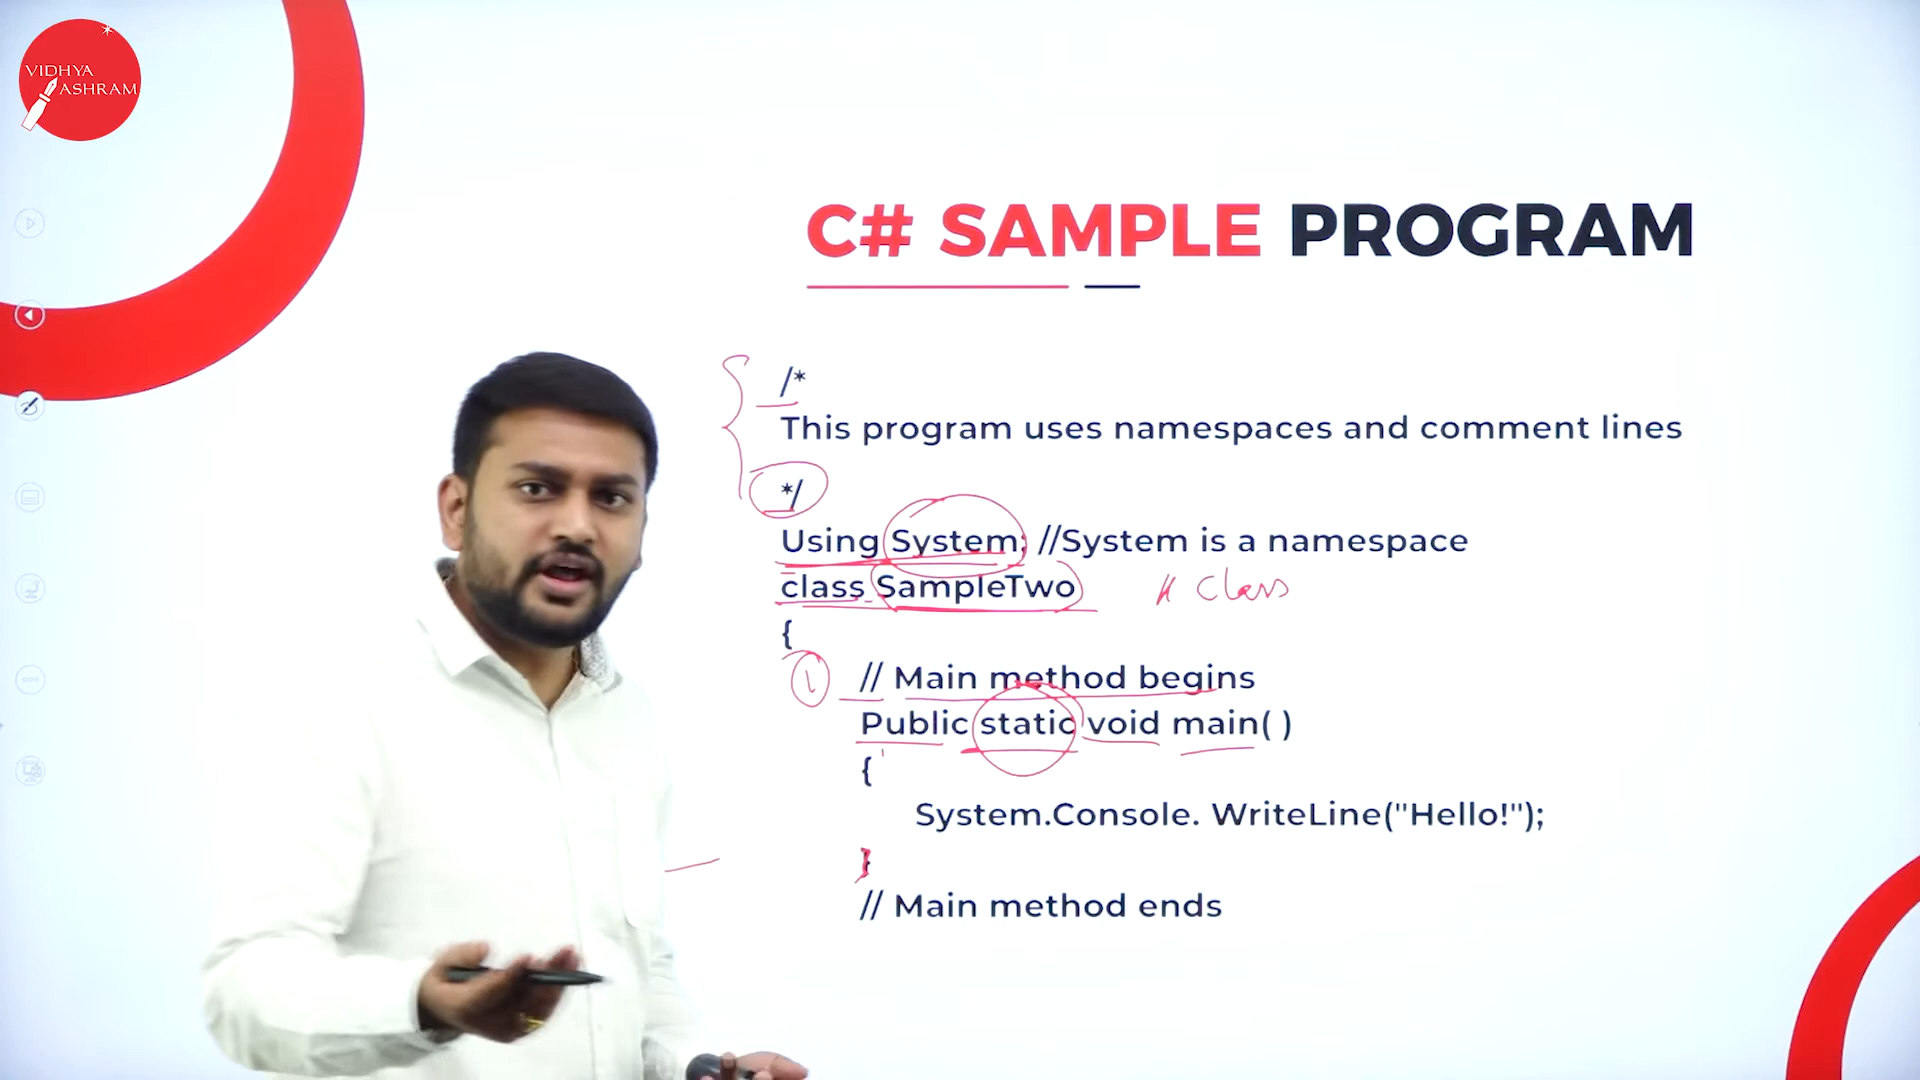 VIDHYA
ASHRAM
C# SAMPLE PROGRAM
/*
This program uses namespaces and comment lines
*/
Using System; //System is a namespace
class SampleTwo // Class
{
1 // Main method begins
Public static void main( )
{
System.Console. WriteLine("Hello!");
}
// Main method ends